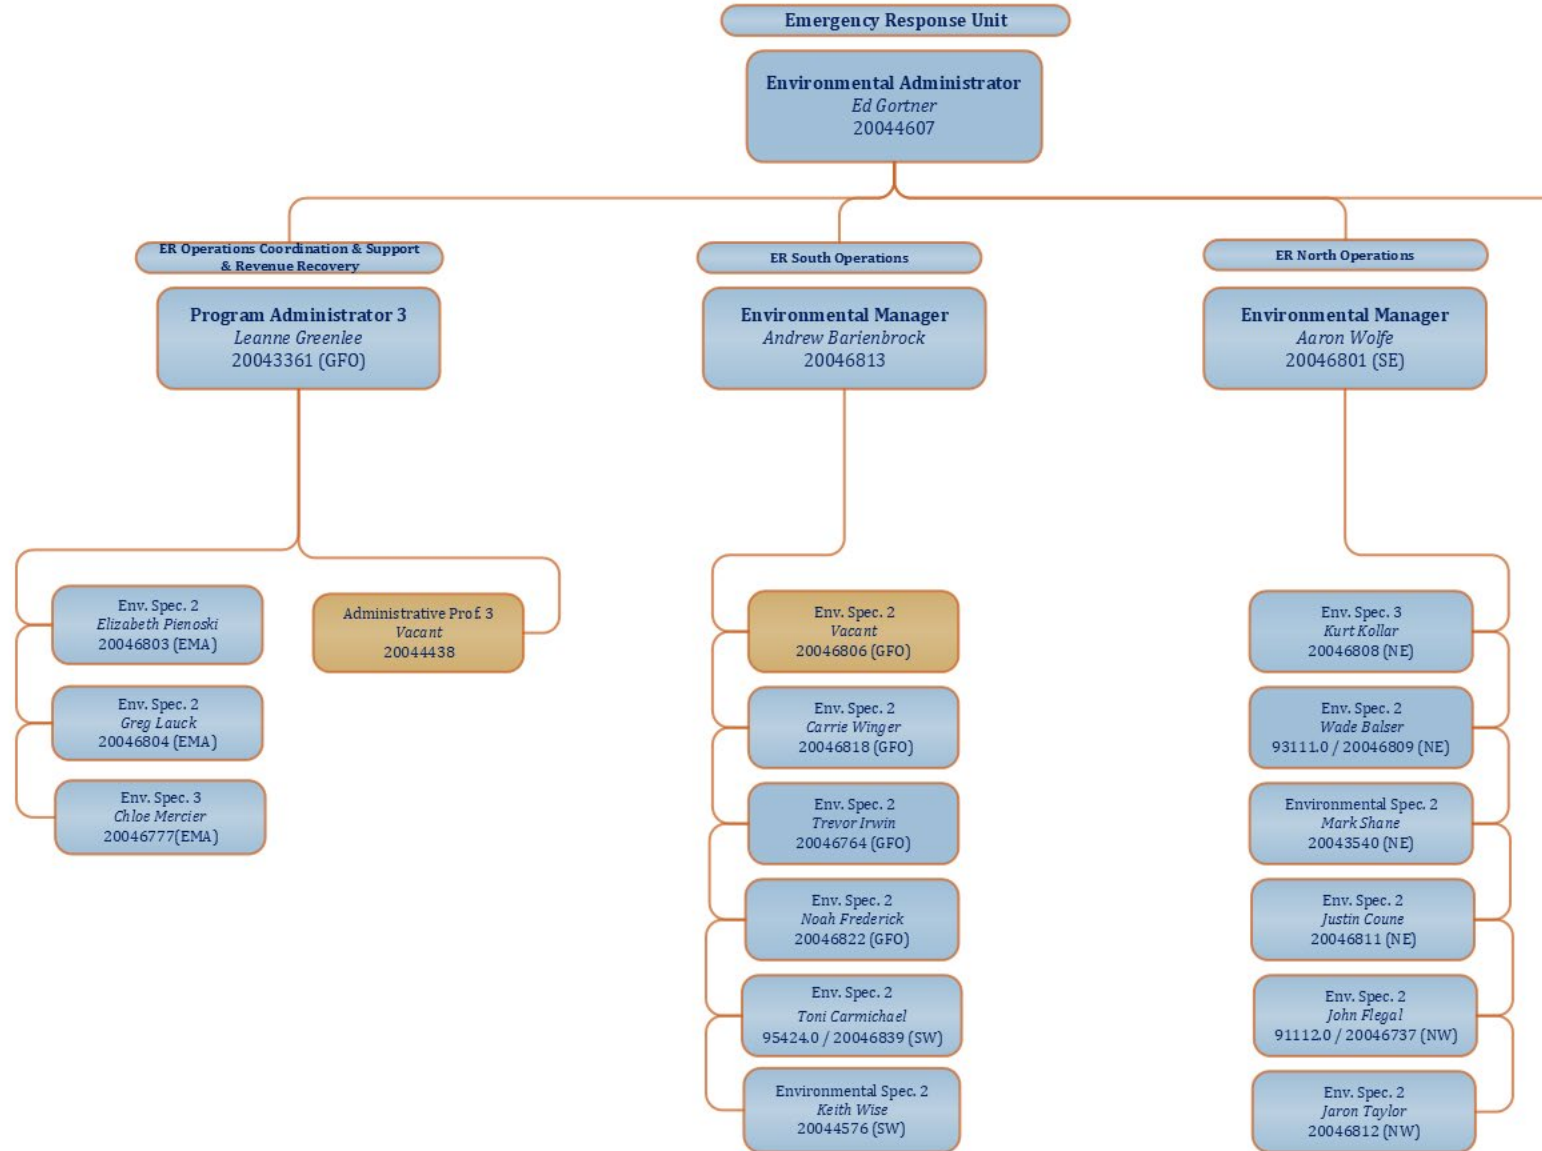 Emergency Response Unit
Environmental Administrator
Ed Gortner
20044607
ER Operations Coordination & Support
& Revenue Recovery
Program Administrator 3
Leanne Greenlee
20043361 (GFO)
Env. Spec. 2
Elizabeth Pienoski
20046803 (EMA)
Env. Spec. 2
Greg Lauck
20046804 (EMA)
Env. Spec. 3
Chloe Mercier
20046777(EMA)
Administrative Prof. 3
Vacant
20044438
ER South Operations
Environmental Manager
Andrew Barienbrock
20046813
Env. Spec. 2
Vacant
20046806 (GFO)
Env. Spec. 2
Carrie Winger
20046818 (GFO)
Env. Spec. 2
Trevor Irwin
20046764 (GFO)
Env. Spec. 2
Noah Frederick
20046822 (GFO)
Env. Spec. 2
Toni Carmichael
95424.0 / 20046839 (SW)
Environmental Spec. 2
Keith Wise
20044576 (SW)
ER North Operations
Environmental Manager
Aaron Wolfe
20046801 (SE)
Env. Spec. 3
Kurt Kollar
20046808 (NE)
Env. Spec. 2
Wade Balser
93111.0 / 20046809 (NE)
Environmental Spec. 2
Mark Shane
20043540 (NE)
Env. Spec. 2
Justin Coune
20046811 (NE)
Env. Spec. 2
John Flegal
91112.0 / 20046737 (NW)
Env. Spec. 2
Jaron Taylor
20046812 (NW)